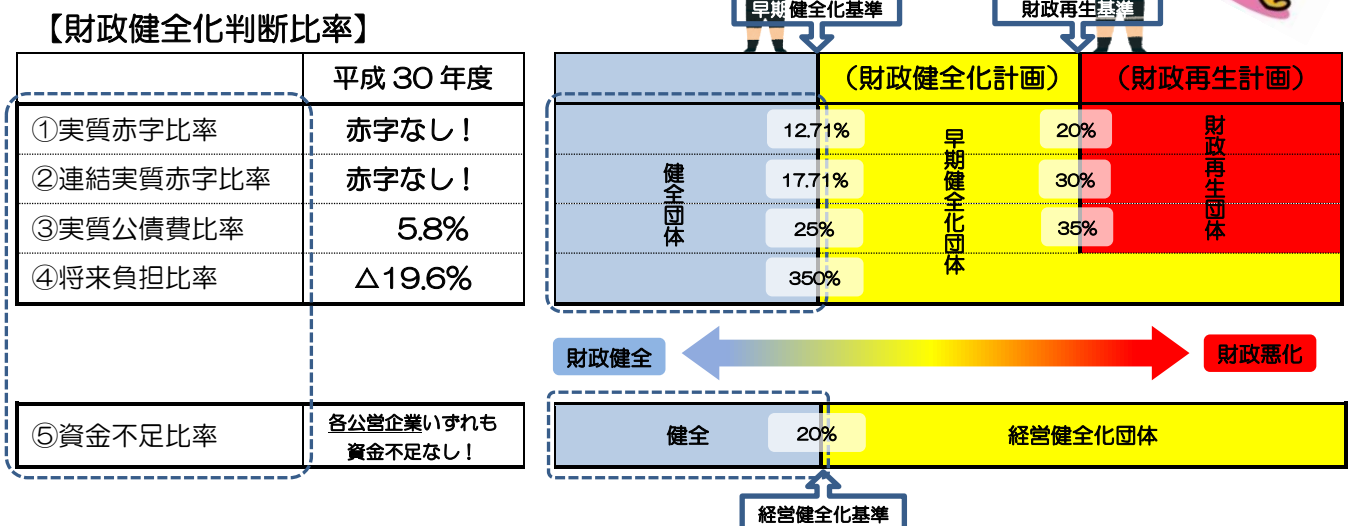 【財政健全化判断比率】
早期健全化基準
財政再生基準
平成 30 年度
(財政健全化計画)
(財政再生計画)
①実質赤字比率
赤字なし!
②連結実質赤字比率
赤字なし!
③実質公債費比率
5.8%
④将来負担比率
△19.6%
健全団体
12.71%
17.71%
25%
350%
早期健全化団体
20%
30%
35%
財政再生団体
財政健全
財政悪化
⑤資金不足比率
各公営企業いずれも
資金不足なし!
健全
20%
経営健全化団体
経営健全化基準